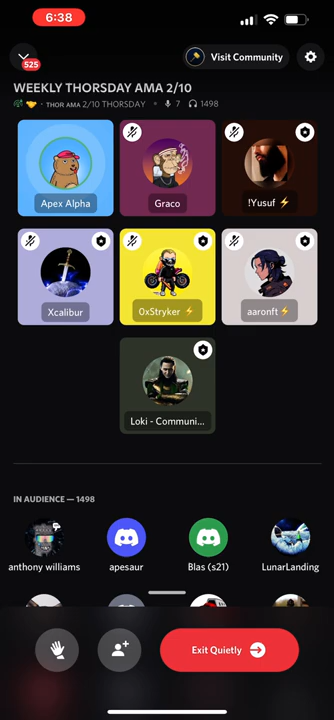 6:38
525
Visit Community
WEEKLY THORSDAY AMA 2/10
THOR AMA 2/10 THORSDAY • 7 1498
Apex Alpha
Graco
!Yusuf ⚡
Xcalibur
0xStryker ⚡
aaronft ⚡
Loki - Communi...
IN AUDIENCE — 1498
anthony williams
apesaur
Blas (s21)
LunarLanding
Exit Quietly